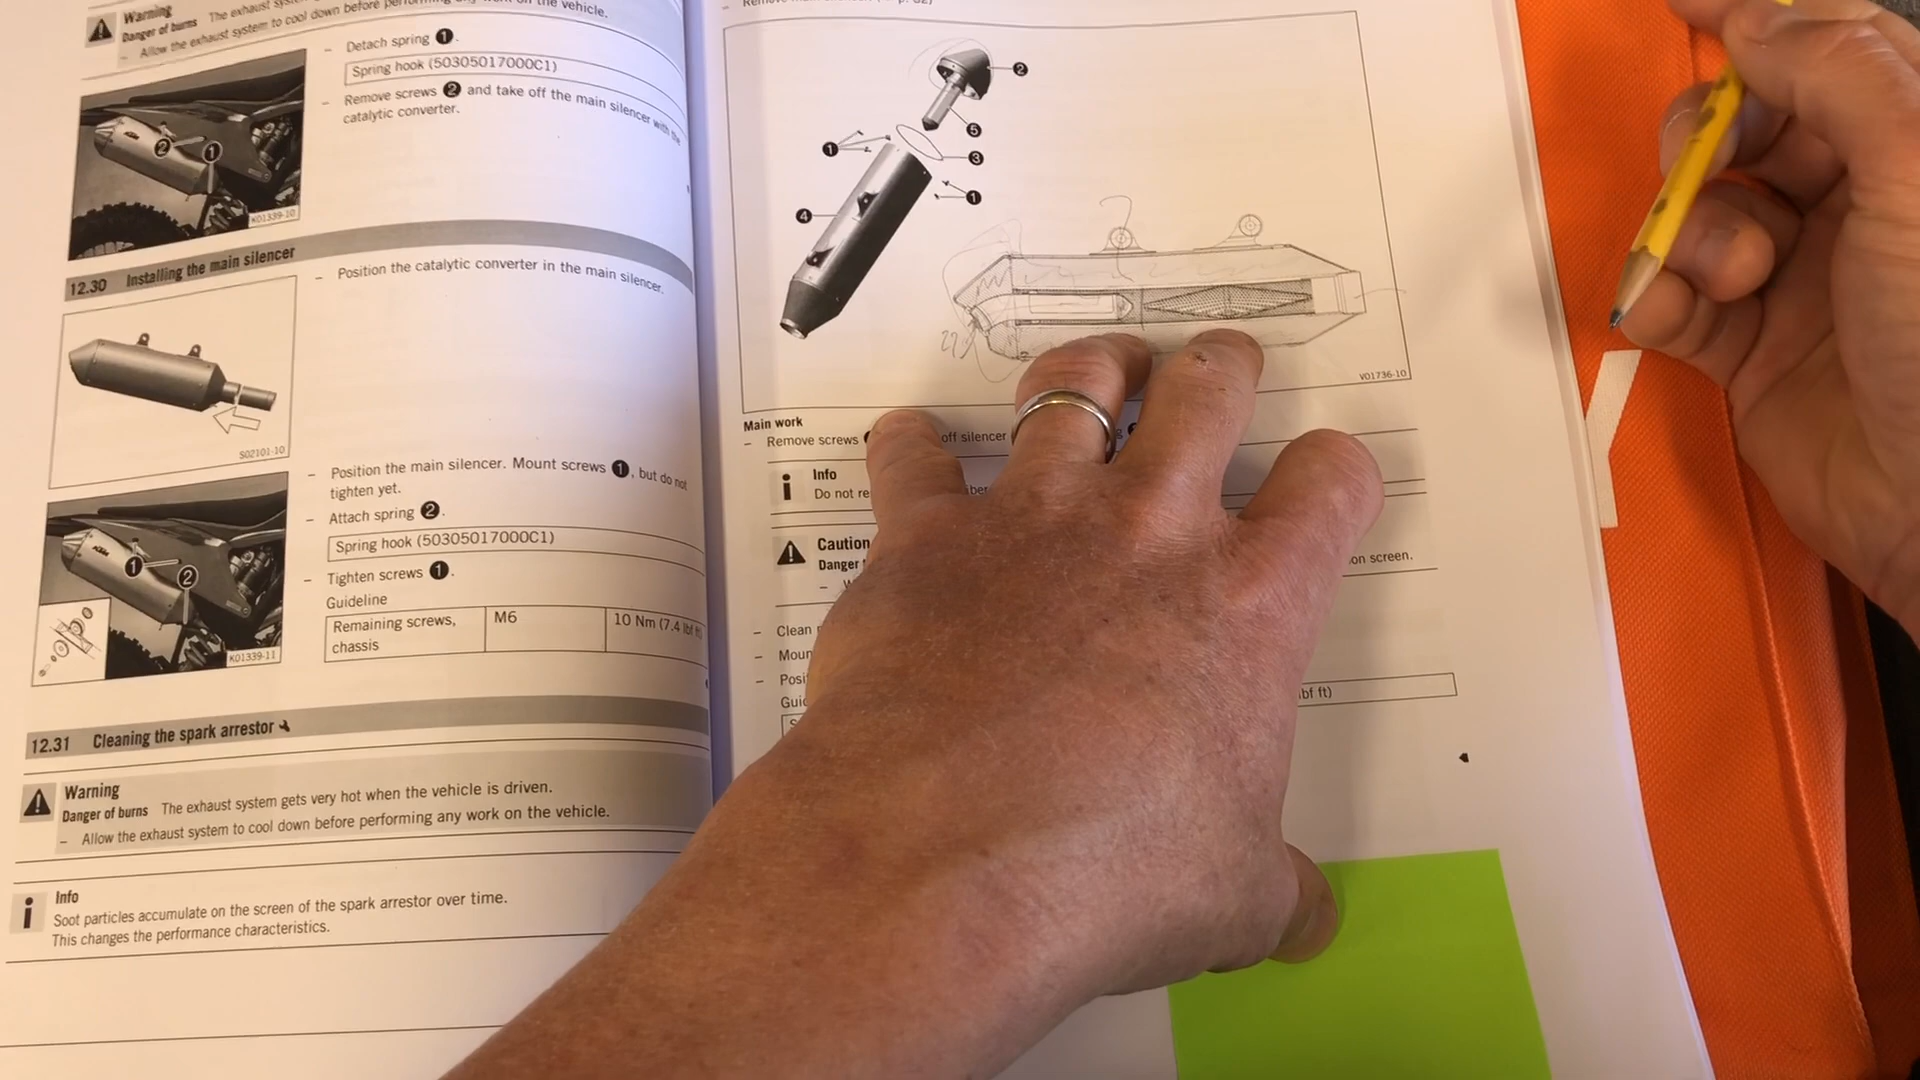 Warning
Danger of burns The exhaust
the vehicle.
Allow the exhaust system to cool down before
– Detach spring 1.
Spring hook (50305017000C1)
– Remove screws 2 and take off the main silencer with the
catalytic converter.
2
1
K01339-10
12.30 Installing the main silencer
– Position the catalytic converter in the main silencer.
S02101-10
– Position the main silencer. Mount screws 1, but do not
tighten yet.
– Attach spring 2.
Spring hook (50305017000C1)
– Tighten screws 1.
Guideline
Remaining screws, M6 10 Nm (7.4 lbf ft)
chassis
KTM
1
2
K01339-11
12.31 Cleaning the spark arrestor
Warning
Danger of burns The exhaust system gets very hot when the vehicle is driven.
– Allow the exhaust system to cool down before performing any work on the vehicle.
Info
Soot particles accumulate on the screen of the spark arrestor over time.
This changes the performance characteristics.
2
5
1
3
1
4
V01736-10
Main work
– Remove screws off silencer
Info
Do not re
Caution
Danger
on screen.
– Clean
– Moun
– Posi
Guid
lbf ft)